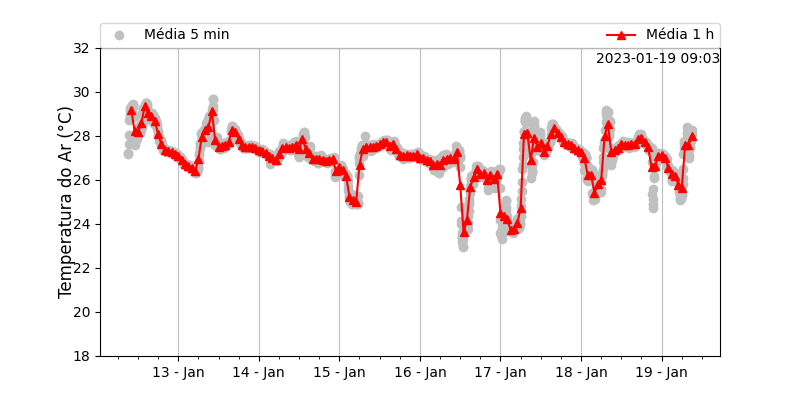 Média 5 min
Média 1 h
2023-01-19 09:03
Temperatura do Ar (°C)
32
30
28
26
24
22
20
18
13 - Jan
14 - Jan
15 - Jan
16 - Jan
17 - Jan
18 - Jan
19 - Jan